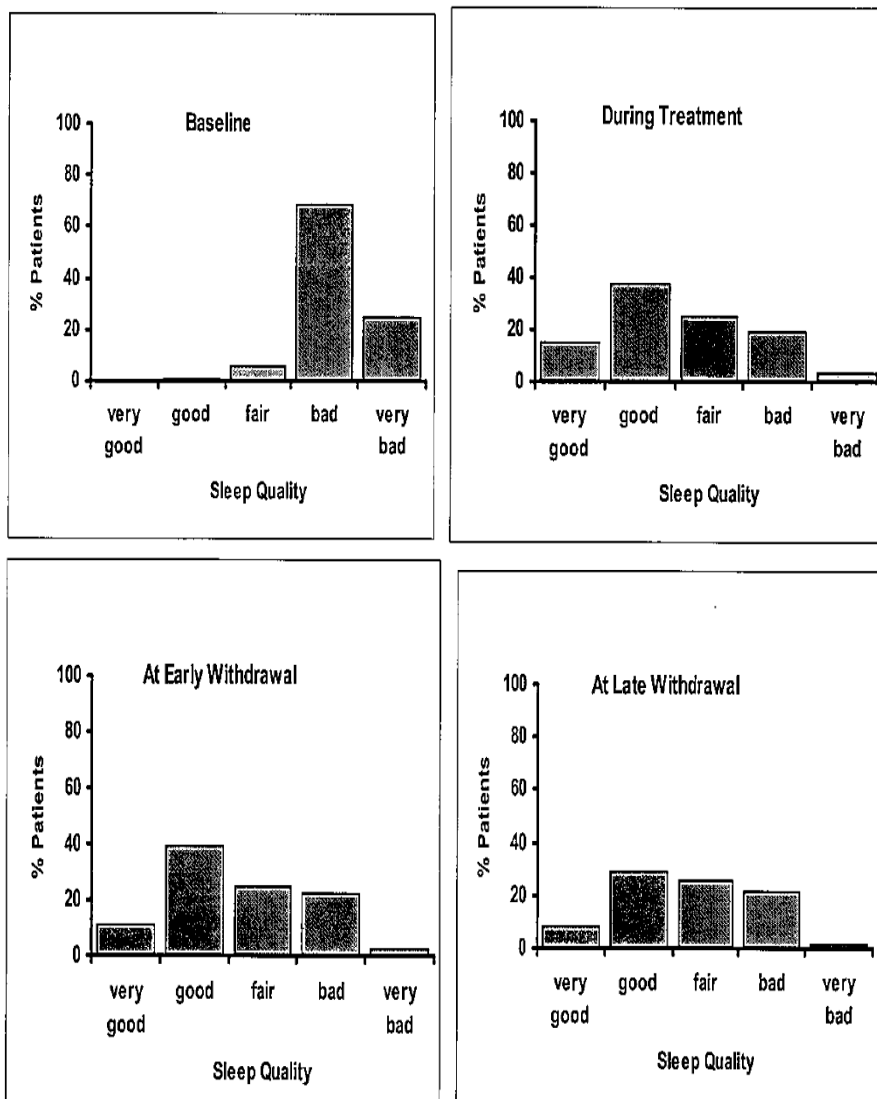 Baseline
100
80
60
40
20
0
% Patients
very good
good
fair
bad
very bad
Sleep Quality
During Treatment
100
80
60
40
20
0
% Patients
very good
good
fair
bad
very bad
Sleep Quality
At Early Withdrawal
100
80
60
40
20
0
% Patients
very good
good
fair
bad
very bad
Sleep Quality
At Late Withdrawal
100
80
60
40
20
0
% Patients
very good
good
fair
bad
very bad
Sleep Quality